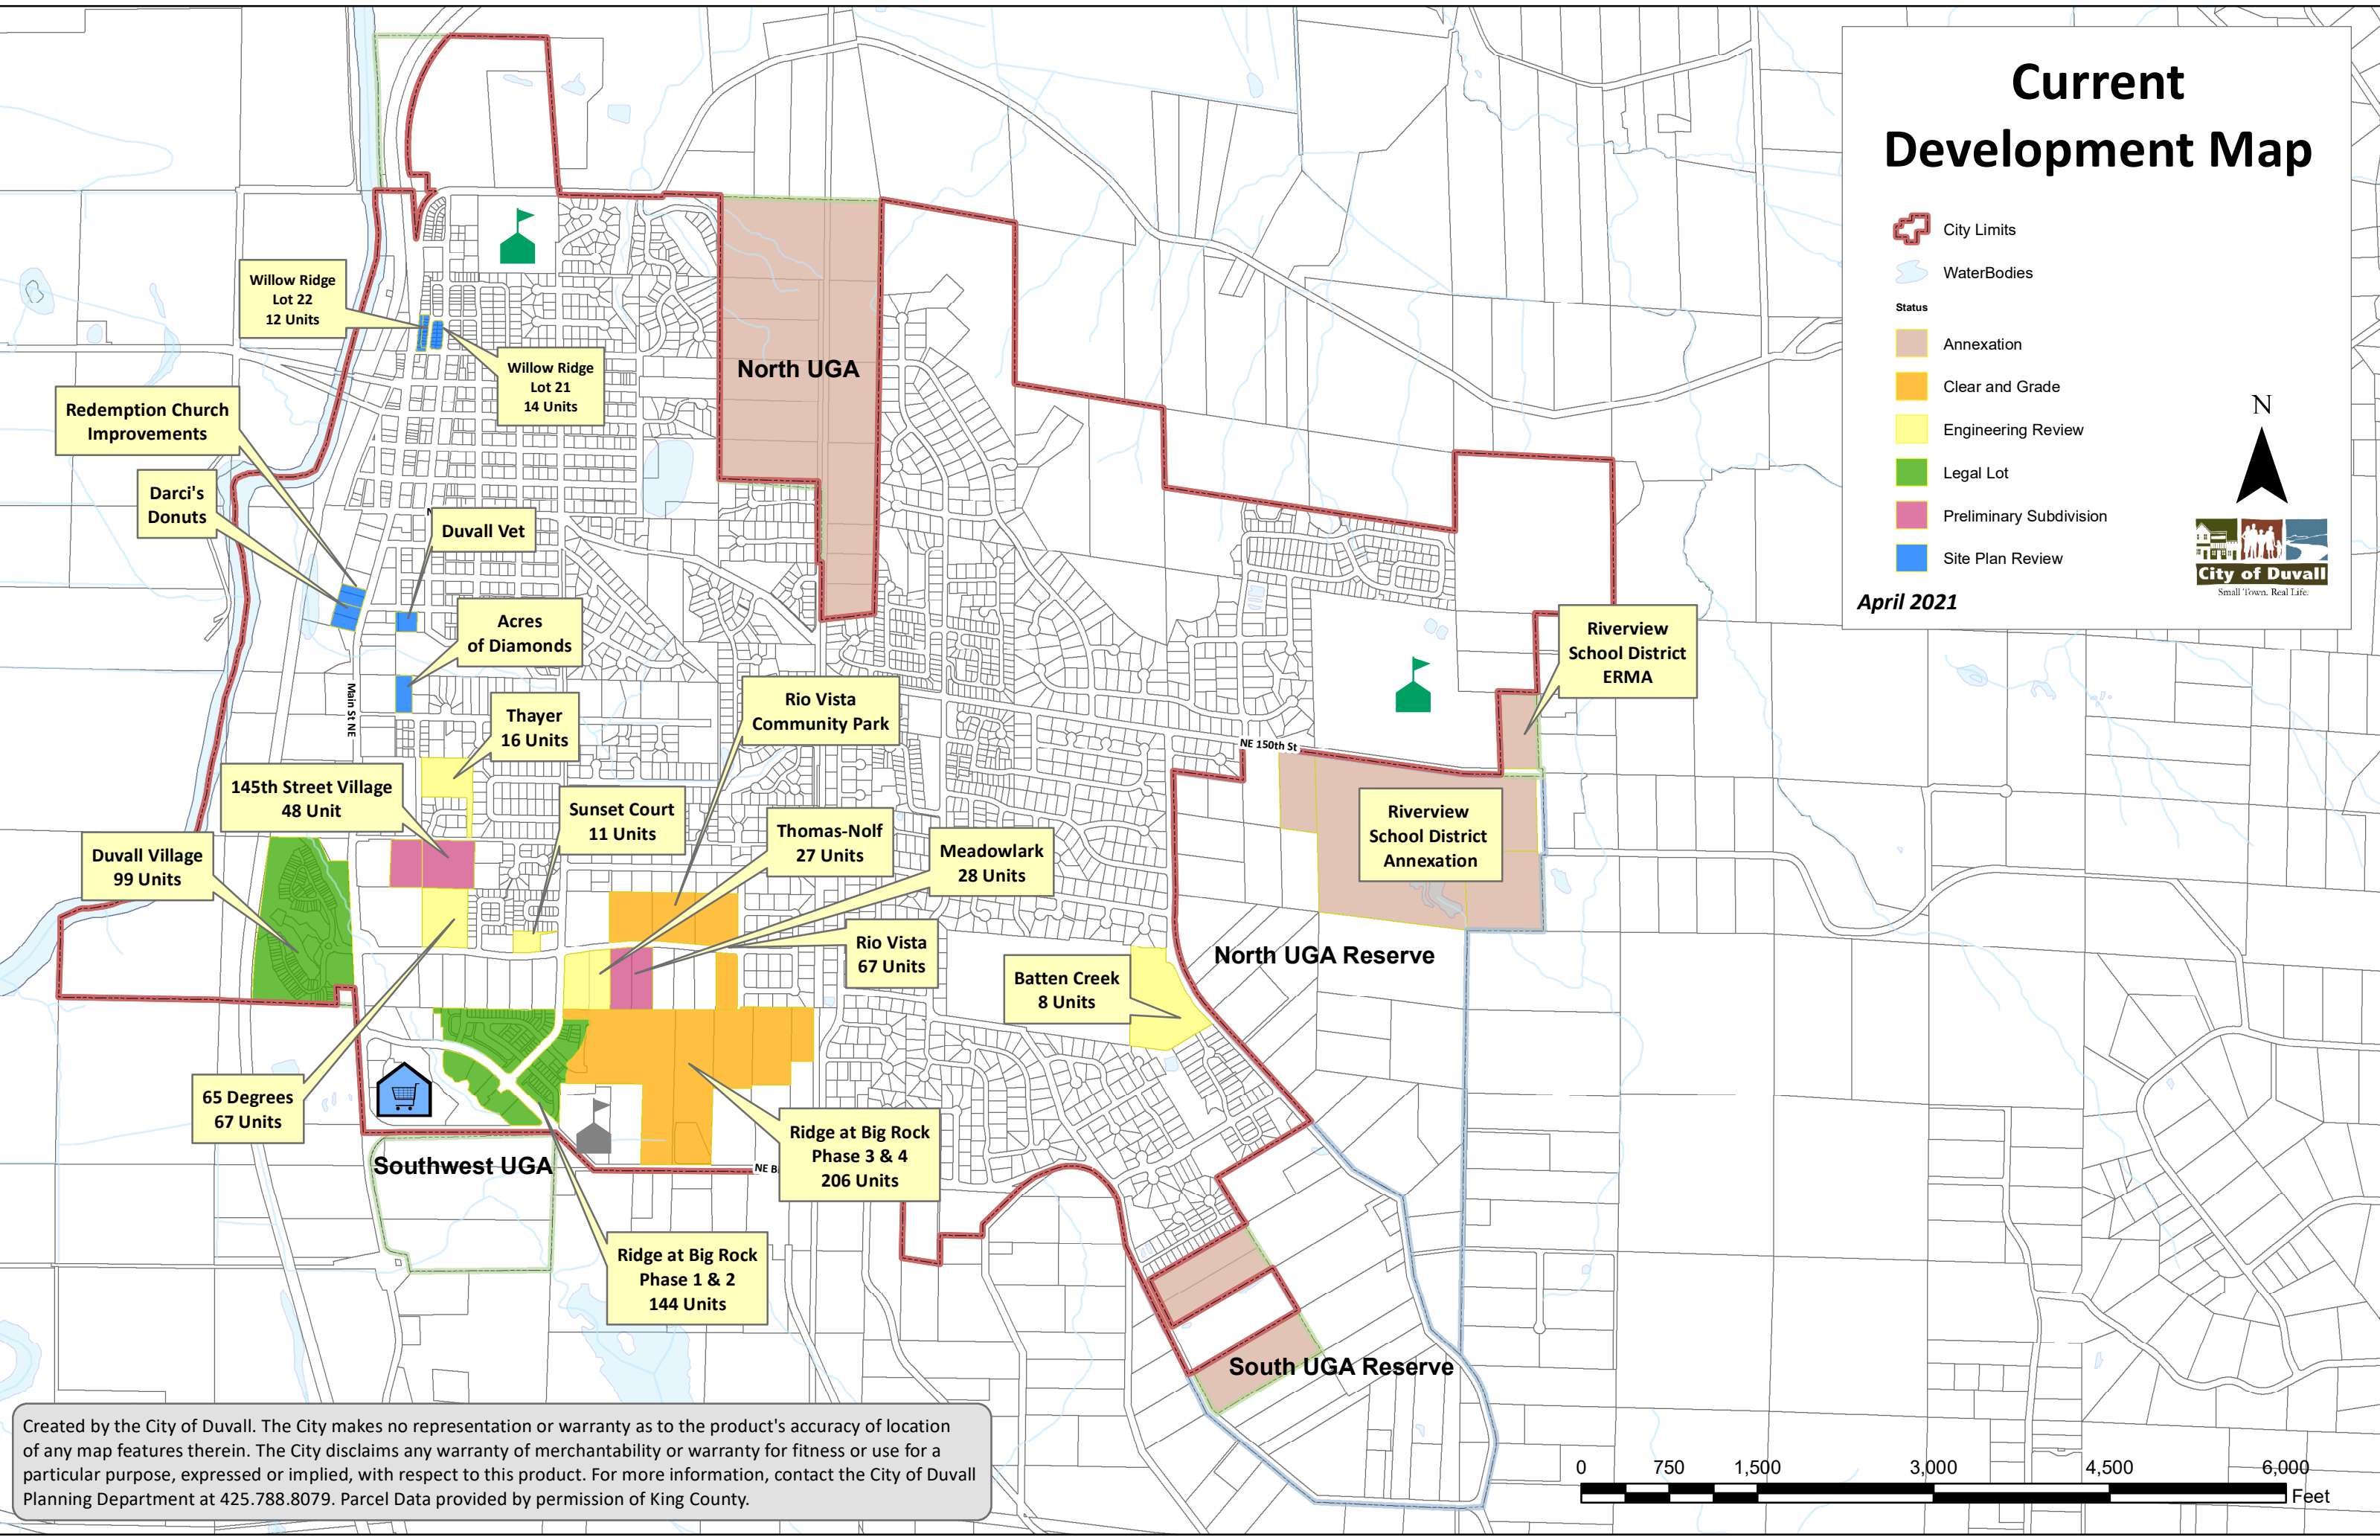 Current
Development Map
City Limits
WaterBodies
Status
Annexation
Clear and Grade
Engineering Review
Legal Lot
Preliminary Subdivision
Site Plan Review
N
City of Duvall
Small Town. Real Life.
April 2021
Willow Ridge
Lot 22
12 Units
Willow Ridge
Lot 21
14 Units
North UGA
Redemption Church
Improvements
Darci's
Donuts
N
Duvall Vet
Acres
of Diamonds
Riverview
School District
ERMA
Main St NE
Thayer
16 Units
Rio Vista
Community Park
NE 150th St
145th Street Village
48 Unit
Sunset Court
11 Units
Thomas-Nolf
27 Units
Meadowlark
28 Units
Riverview
School District
Annexation
Duvall Village
99 Units
Rio Vista
67 Units
North UGA Reserve
Batten Creek
8 Units
65 Degrees
67 Units
Ridge at Big Rock
Phase 3 & 4
206 Units
Southwest UGA
NE B
Ridge at Big Rock
Phase 1 & 2
144 Units
South UGA Reserve
Created by the City of Duvall. The City makes no representation or warranty as to the product's accuracy of location
of any map features therein. The City disclaims any warranty of merchantability or warranty for fitness or use for a
particular purpose, expressed or implied, with respect to this product. For more information, contact the City of Duvall
Planning Department at 425.788.8079. Parcel Data provided by permission of King County.
0 750 1,500 3,000 4,500 6,000
Feet